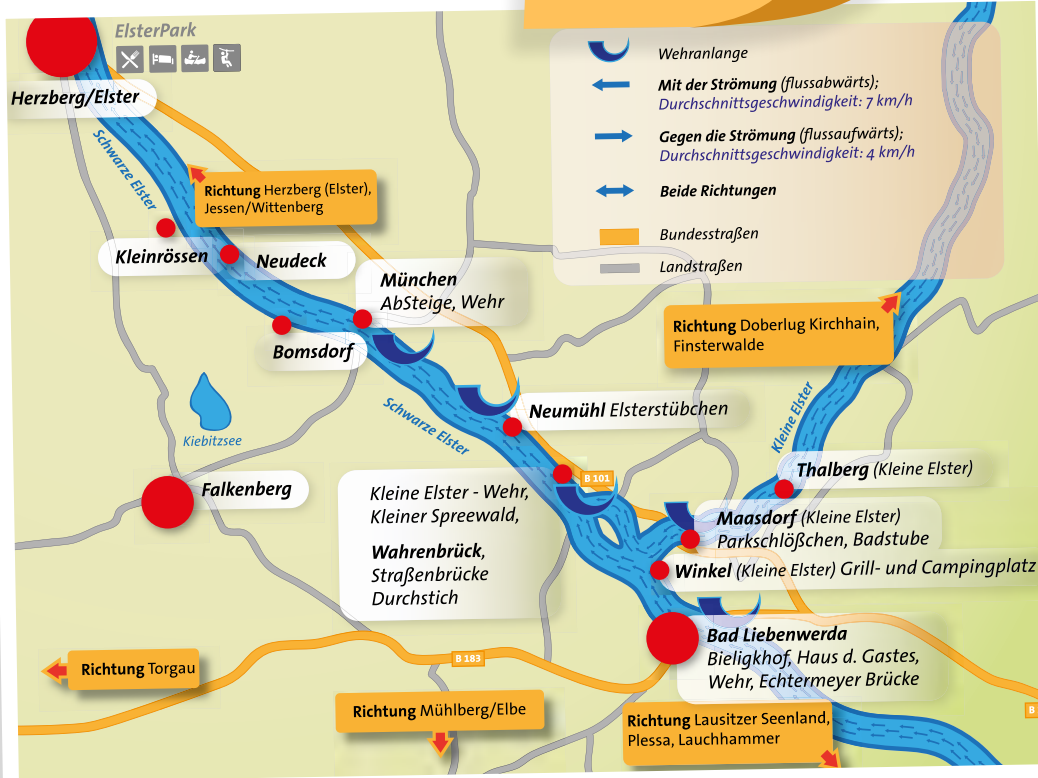 ElsterPark
Herzberg/Elster
Wehranlange
Mit der Strömung (flussabwärts);
Durchschnittsgeschwindigkeit: 7 km/h
Gegen die Strömung (flussaufwärts);
Durchschnittsgeschwindigkeit: 4 km/h
Beide Richtungen
Bundesstraßen
Landstraßen
Schwarze Elster
Richtung Herzberg (Elster),
Jessen/Wittenberg
Kleinrössen
Neudeck
München
AbSteige, Wehr
Bomsdorf
Richtung Doberlug Kirchhain,
Finsterwalde
Kiebitzsee
Schwarze Elster
Neumühl Elsterstübchen
Kleine Elster
Thalberg (Kleine Elster)
Falkenberg
B 101
Kleine Elster - Wehr,
Kleiner Spreewald,
Wahrenbrück,
Straßenbrücke
Durchstich
Maasdorf (Kleine Elster)
Parkschlößchen, Badstube
Winkel (Kleine Elster) Grill- und Campingplatz
Bad Liebenwerda
Bieligkhof, Haus d. Gastes,
Wehr, Echtermeyer Brücke
B 183
Richtung Torgau
Richtung Mühlberg/Elbe
Richtung Lausitzer Seenland,
Plessa, Lauchhammer
B